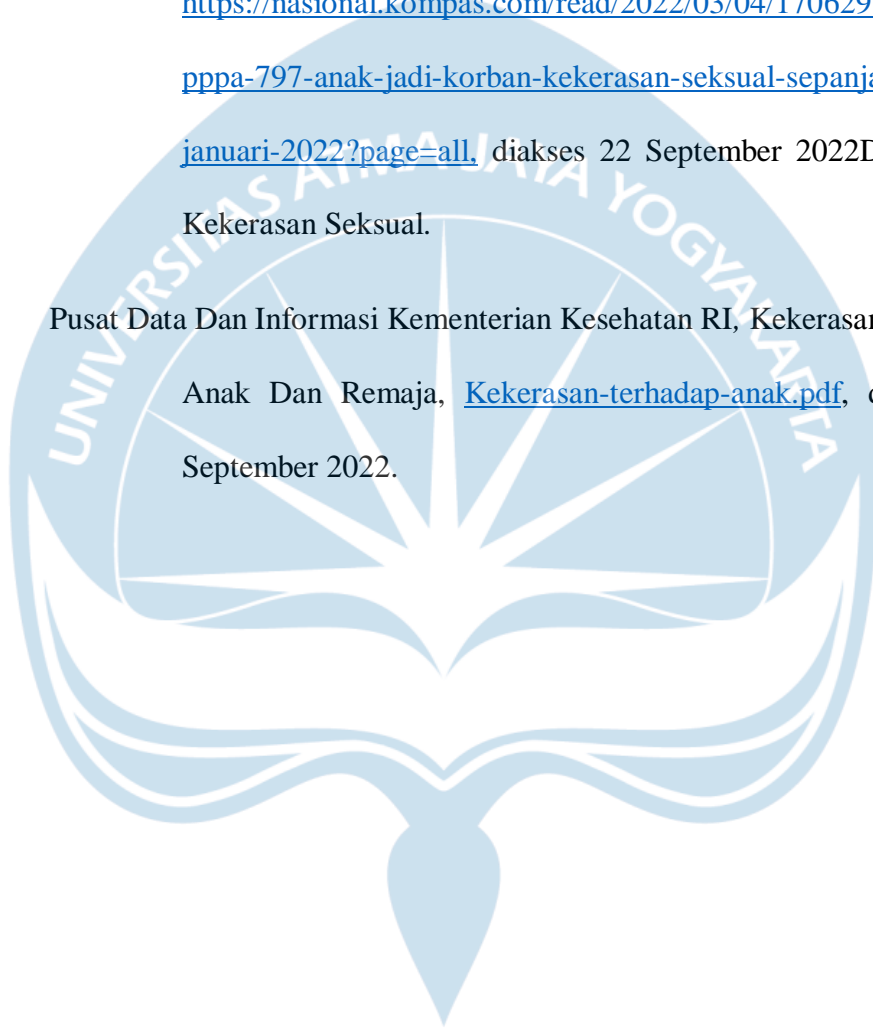 https://nasional.kompas.com/read/2022/03/04/170629
pppa-797-anak-jadi-korban-kekerasan-seksual-sepanja
januari-2022?page=all, diakses 22 September 2022D
Kekerasan Seksual.
Pusat Data Dan Informasi Kementerian Kesehatan RI, Kekerasan
Anak Dan Remaja, Kekerasan-terhadap-anak.pdf, d
September 2022.
UNIVERSITAS ATMA JAYA YOGYAKARTA